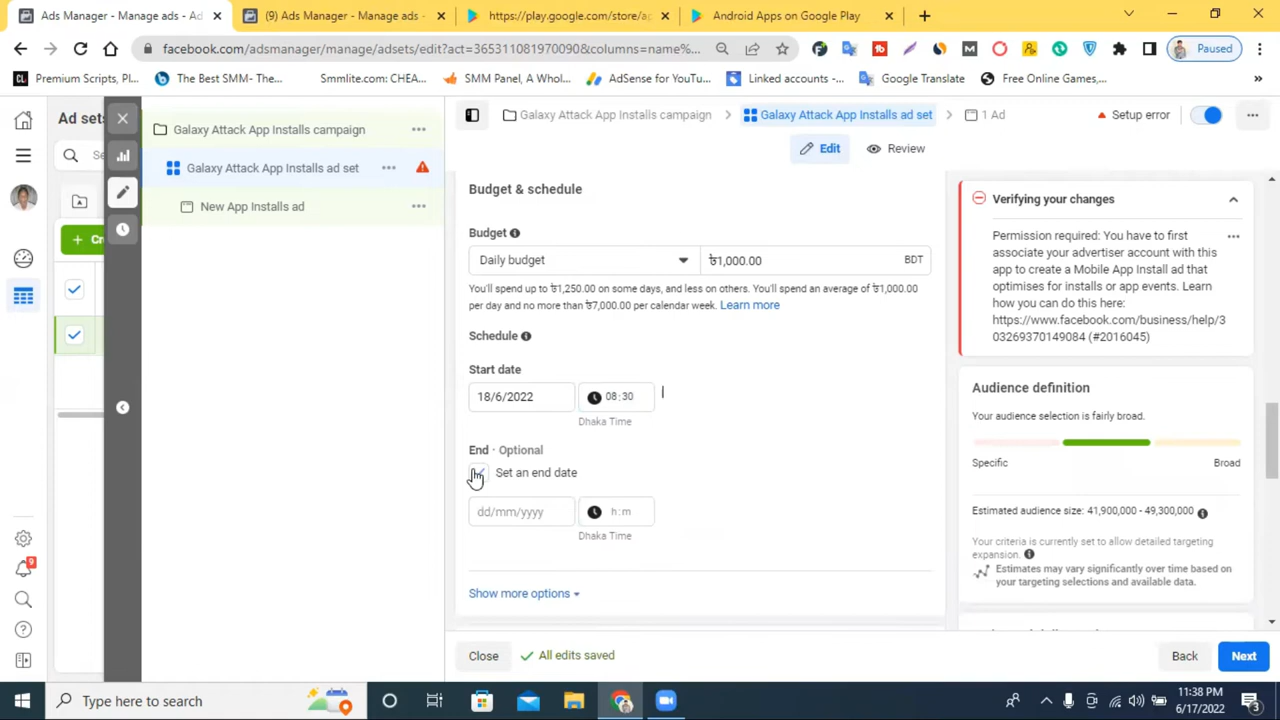 Ads Manager - Manage ads - Ad
(9) Ads Manager - Manage ads -
https://play.google.com/store/ap
Android Apps on Google Play
facebook.com/adsmanager/manage/adsets/edit?act=365311081970090&columns=name%...
Paused
Premium Scripts, Pl...
The Best SMM- The...
Smmlite.com: CHEA...
SMM Panel, A Whol...
AdSense for YouTu...
Linked accounts -...
Google Translate
Free Online Games,...
Ad sets
Se
Cr
Galaxy Attack App Installs campaign
Galaxy Attack App Installs ad set
New App Installs ad
Galaxy Attack App Installs campaign
Galaxy Attack App Installs ad set
1 Ad
Setup error
Edit
Review
Budget & schedule
Budget
Daily budget
৳1,000.00
BDT
You'll spend up to ৳1,250.00 on some days, and less on others. You'll spend an average of ৳1,000.00
per day and no more than ৳7,000.00 per calendar week. Learn more
Schedule
Start date
18/6/2022
08:30
Dhaka Time
End · Optional
Set an end date
dd/mm/yyyy
h:m
Dhaka Time
Show more options
Close
All edits saved
Back
Next
Verifying your changes
Permission required: You have to first
associate your advertiser account with this
app to create a Mobile App Install ad that
optimises for installs or app events. Learn
how you can do this here:
https://www.facebook.com/business/help/3
03269370149084 (#2016045)
Audience definition
Your audience selection is fairly broad.
Specific
Broad
Estimated audience size: 41,900,000 - 49,300,000
Your criteria is currently set to allow detailed targeting
expansion.
Estimates may vary significantly over time based on
your targeting selections and available data.
9
Type here to search
11:38 PM
6/17/2022
3